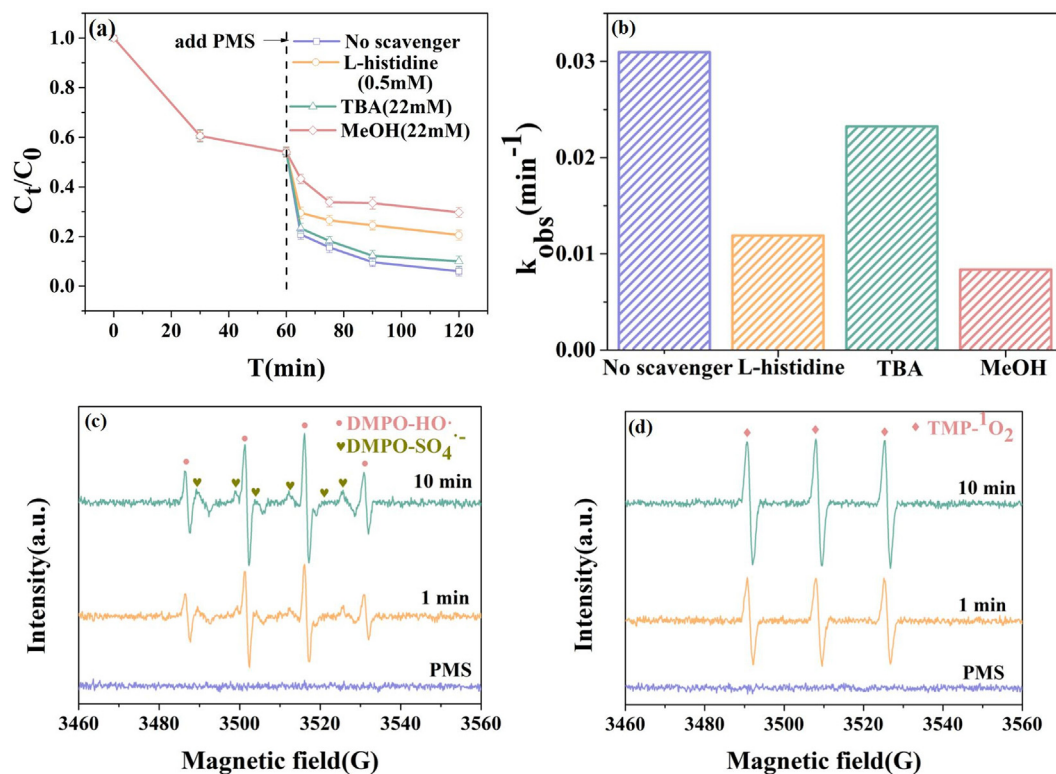 (a)
add PMS
No scavenger
L-histidine
(0.5mM)
TBA(22mM)
MeOH(22mM)
1.0
0.8
0.6
0.4
0.2
0.0
Ct/C0
0 20 40 60 80 100 120
T(min)
(b)
0.03
0.02
0.01
0.00
kobs(min-1)
No scavenger L-histidine TBA MeOH
(c)
DMPO-HO·
DMPO-SO4·-
10 min
1 min
PMS
Intensity(a.u.)
3460 3480 3500 3520 3540 3560
Magnetic field(G)
(d)
TMP-1O2
10 min
1 min
PMS
Intensity(a.u.)
3460 3480 3500 3520 3540 3560
Magnetic field(G)